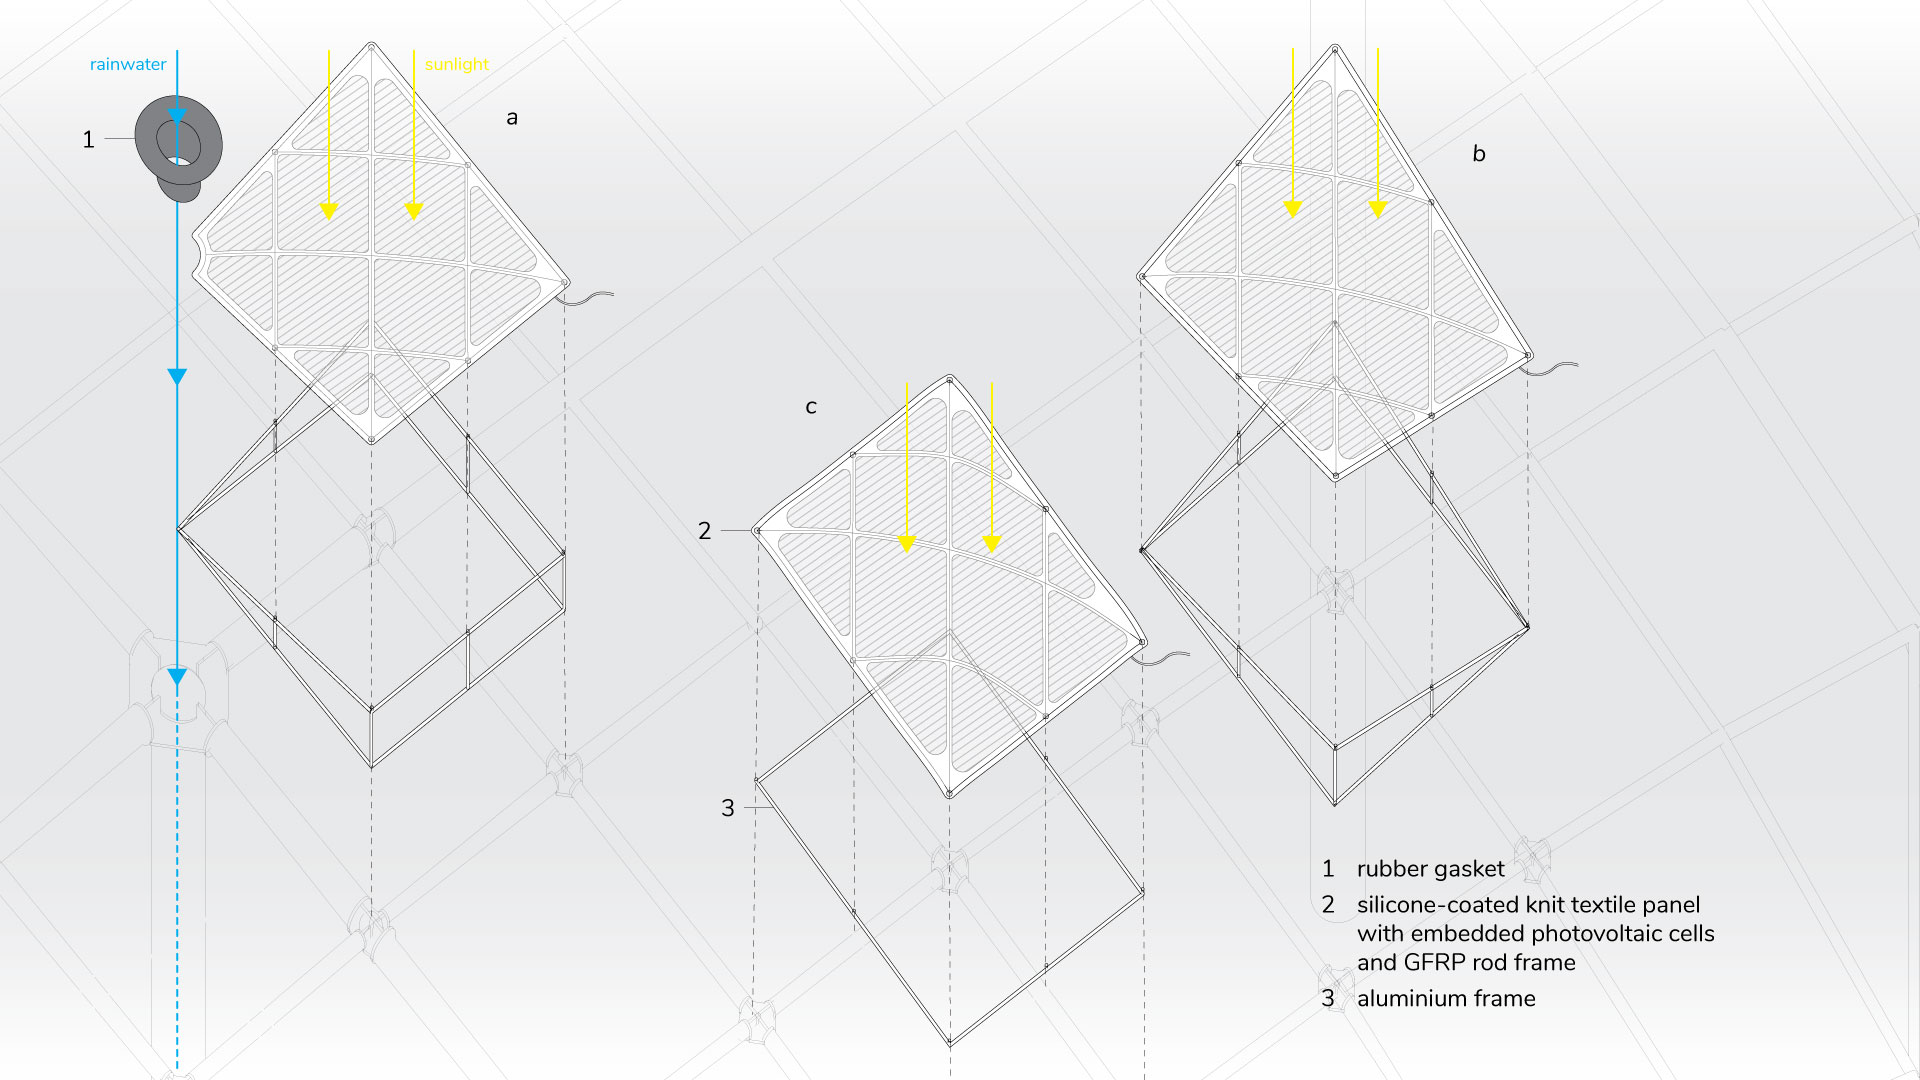 rainwater
sunlight
1
a
b
c
2
3
1 rubber gasket
2 silicone-coated knit textile panel
with embedded photovoltaic cells
and GFRP rod frame
3 aluminium frame